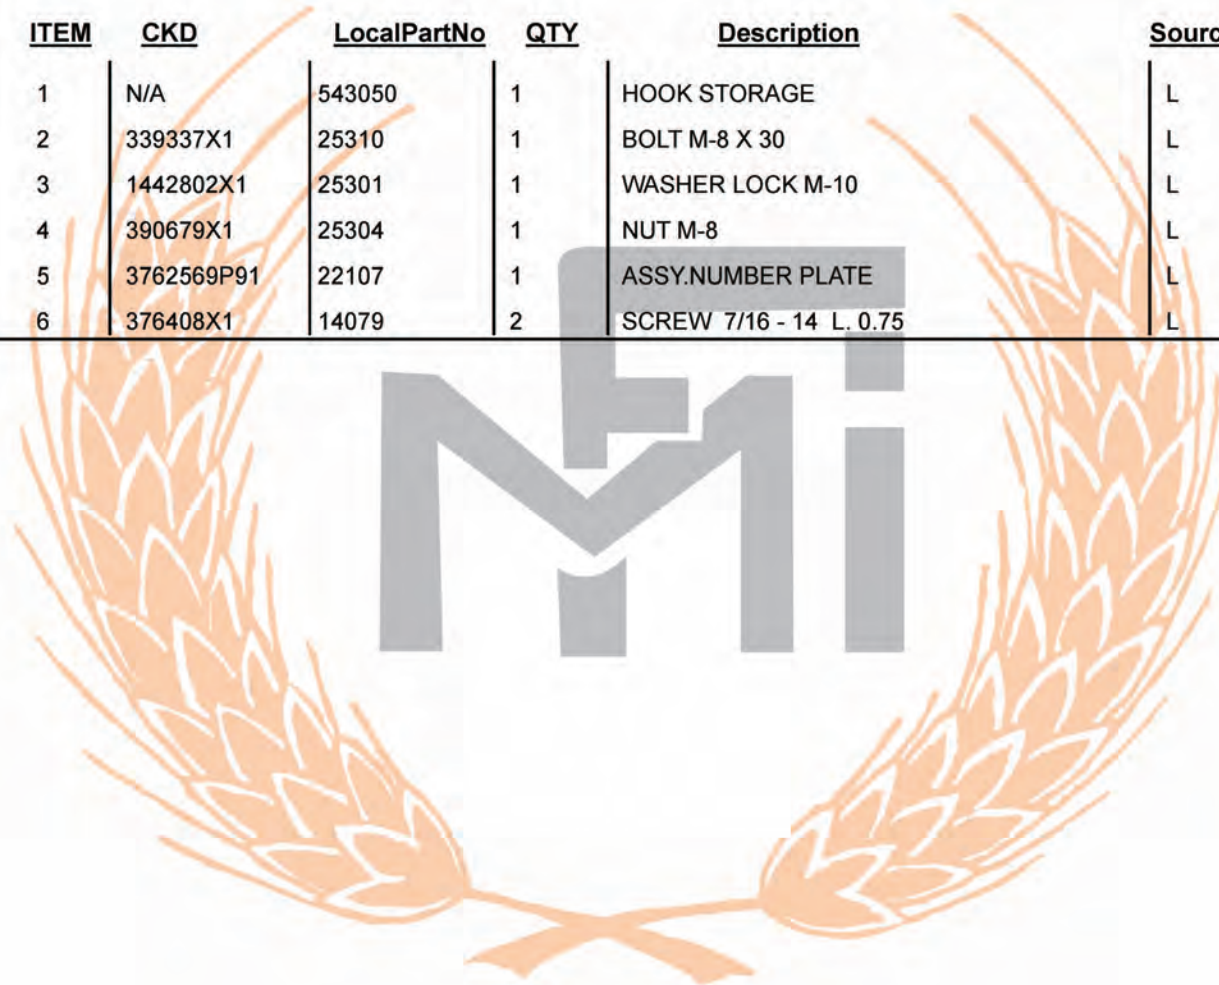 ITEM CKD LocalPartNo QTY Description Sourc
1 N/A 543050 1 HOOK STORAGE L
2 339337X1 25310 1 BOLT M-8 X 30 L
3 1442802X1 25301 1 WASHER LOCK M-10 L
4 390679X1 25304 1 NUT M-8 L
5 3762569P91 22107 1 ASSY.NUMBER PLATE L
6 376408X1 14079 2 SCREW 7/16 - 14 L. 0.75 L